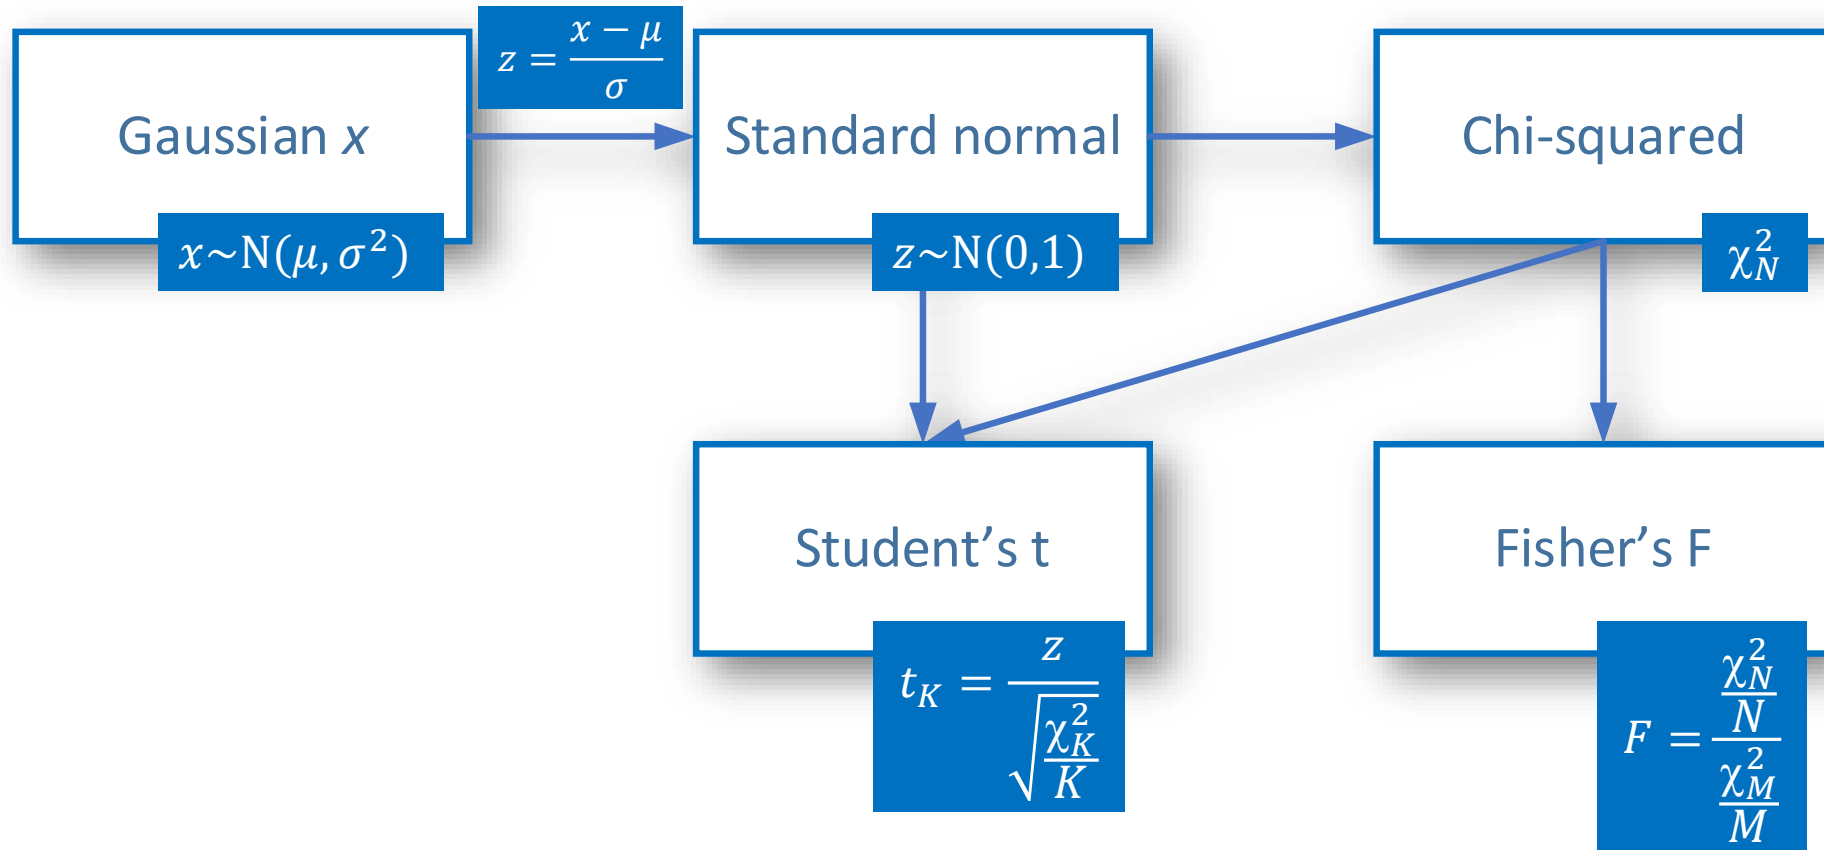 z = (x − μ)/σ
Gaussian x
Standard normal
Chi-squared
x~N(μ, σ²)
z~N(0,1)
χ²_N
Student’s t
Fisher’s F
t_K = z/√(χ²_K/K)
F = (χ²_N/N)/(χ²_M/M)